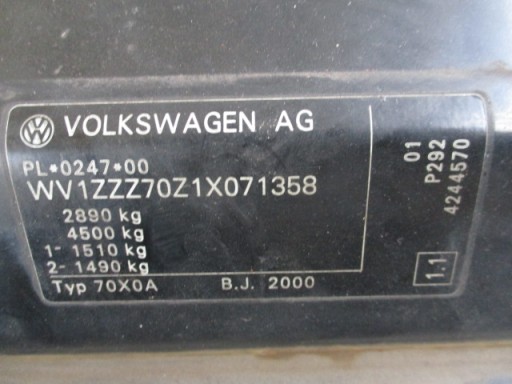 VOLKSWAGEN AG
PL*0247*00
WV1ZZZ70Z1X071358
2890 kg
4500 kg
1- 1510 kg
2- 1490 kg
Typ 70X0A B.J. 2000
01
P292
4244570
1.1